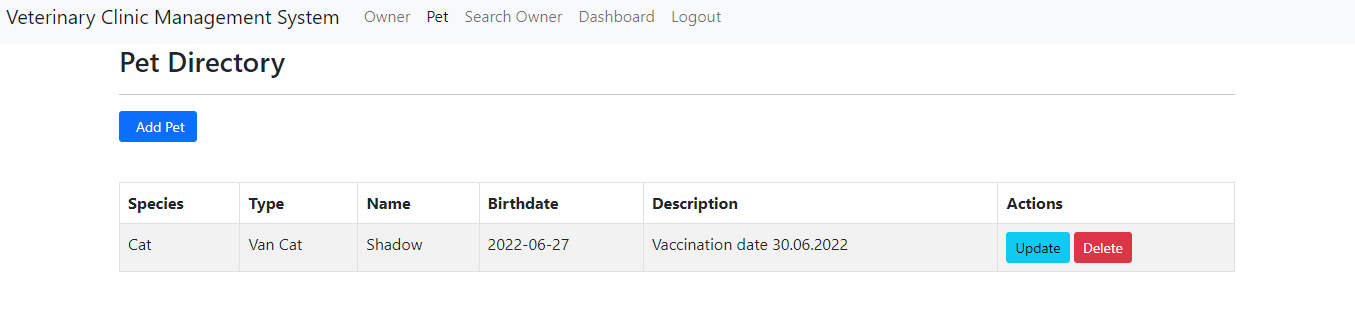 Veterinary Clinic Management System Owner Pet Search Owner Dashboard Logout
Pet Directory
Add Pet
Species Type Name Birthdate Description Actions
Cat Van Cat Shadow 2022-06-27 Vaccination date 30.06.2022 Update Delete